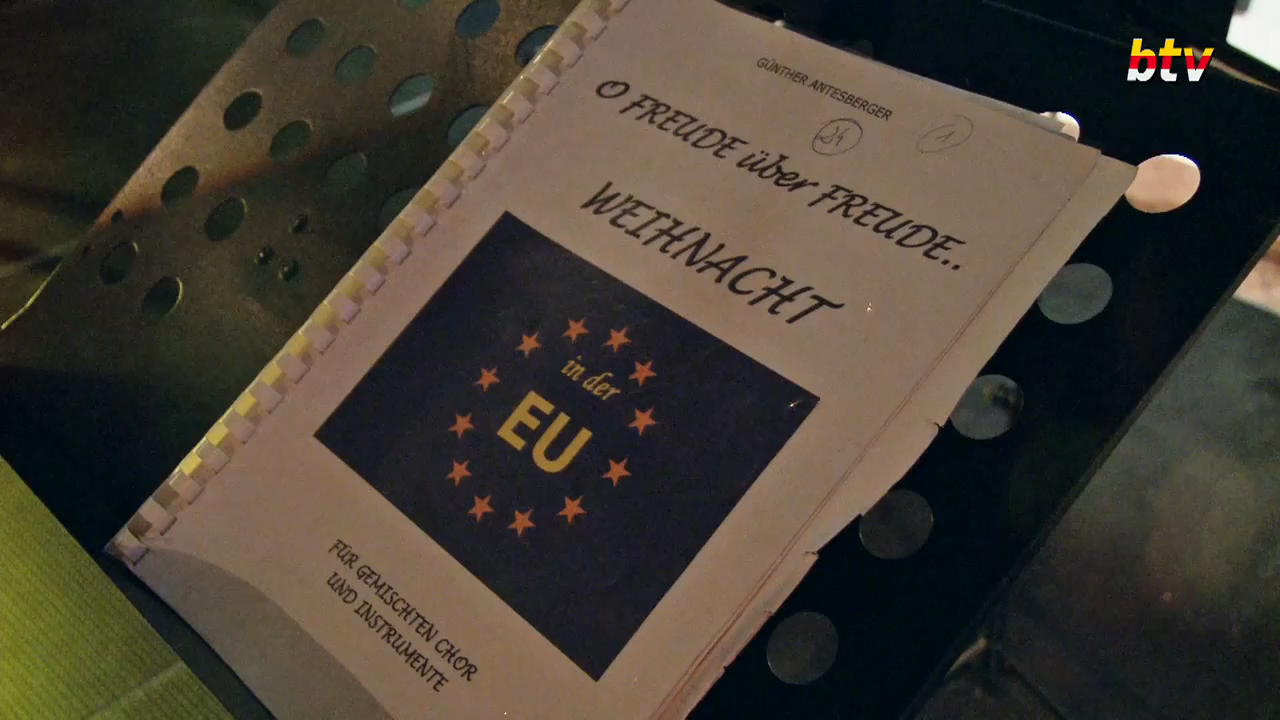 btv
GÜNTHER ANTESBERGER
24 1
O FREUDE über FREUDE..
WEIHNACHT
in der
EU
FÜR GEMISCHTEN CHOR
UND INSTRUMENTE